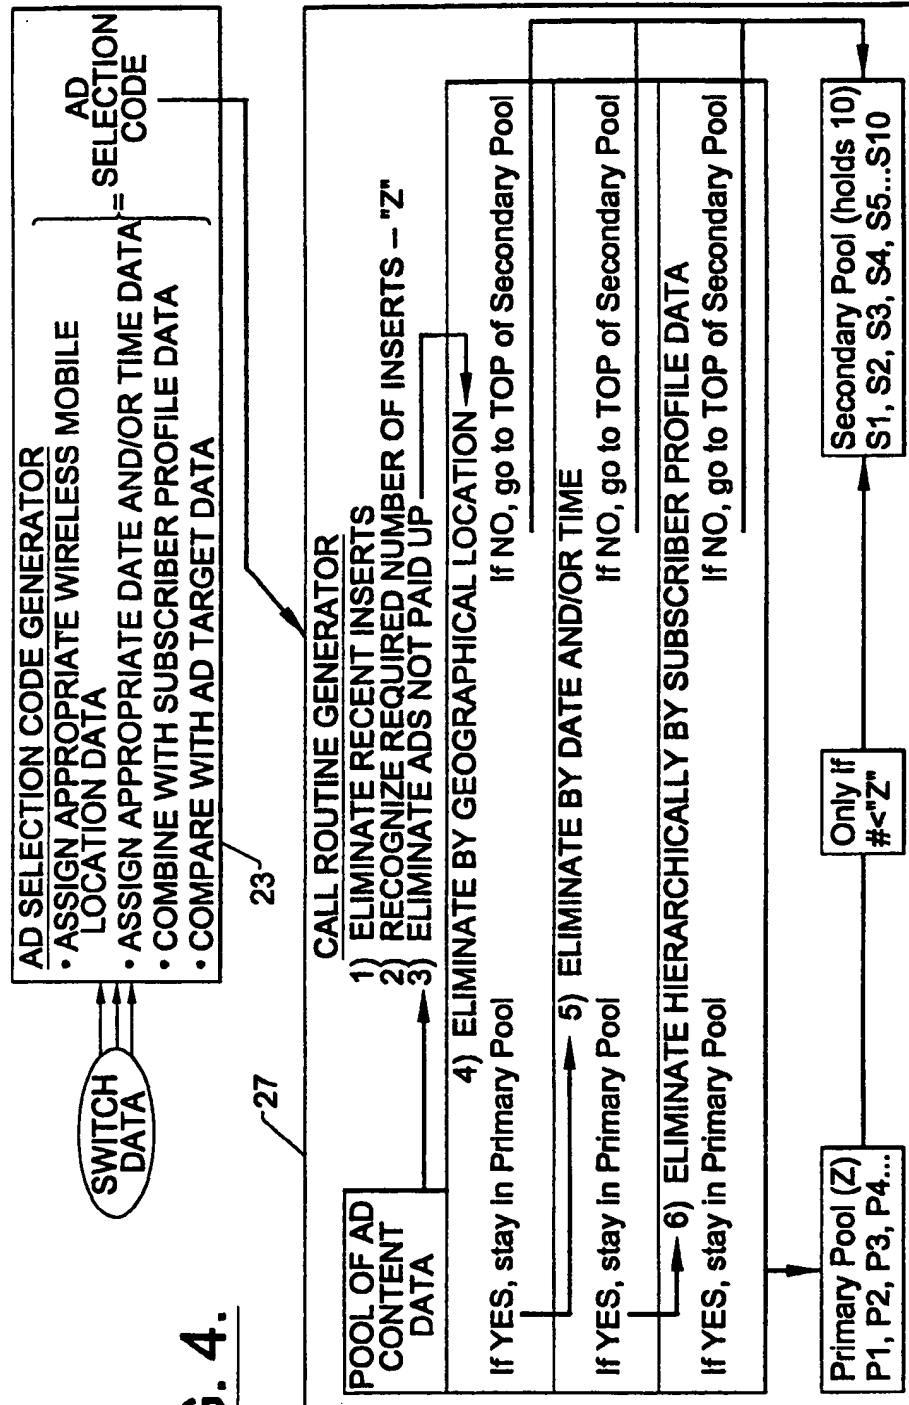 AD SELECTION CODE GENERATOR
• ASSIGN APPROPRIATE WIRELESS MOBILE
LOCATION DATA
• ASSIGN APPROPRIATE DATE AND/OR TIME DATA
• COMBINE WITH SUBSCRIBER PROFILE DATA
• COMPARE WITH AD TARGET DATA
=
AD
SELECTION
CODE
SWITCH
DATA
23
27
CALL ROUTINE GENERATOR
1) ELIMINATE RECENT INSERTS
2) RECOGNIZE REQUIRED NUMBER OF INSERTS – "Z"
3) ELIMINATE ADS NOT PAID UP
POOL OF AD
CONTENT
DATA
4) ELIMINATE BY GEOGRAPHICAL LOCATION
If YES, stay in Primary Pool
If NO, go to TOP of Secondary Pool
5) ELIMINATE BY DATE AND/OR TIME
If YES, stay in Primary Pool
If NO, go to TOP of Secondary Pool
6) ELIMINATE HIERARCHICALLY BY SUBSCRIBER PROFILE DATA
If YES, stay in Primary Pool
If NO, go to TOP of Secondary Pool
Primary Pool (Z)
P1, P2, P3, P4...
Only if
#<"Z"
Secondary Pool (holds 10)
S1, S2, S3, S4, S5...S10
G. 4.